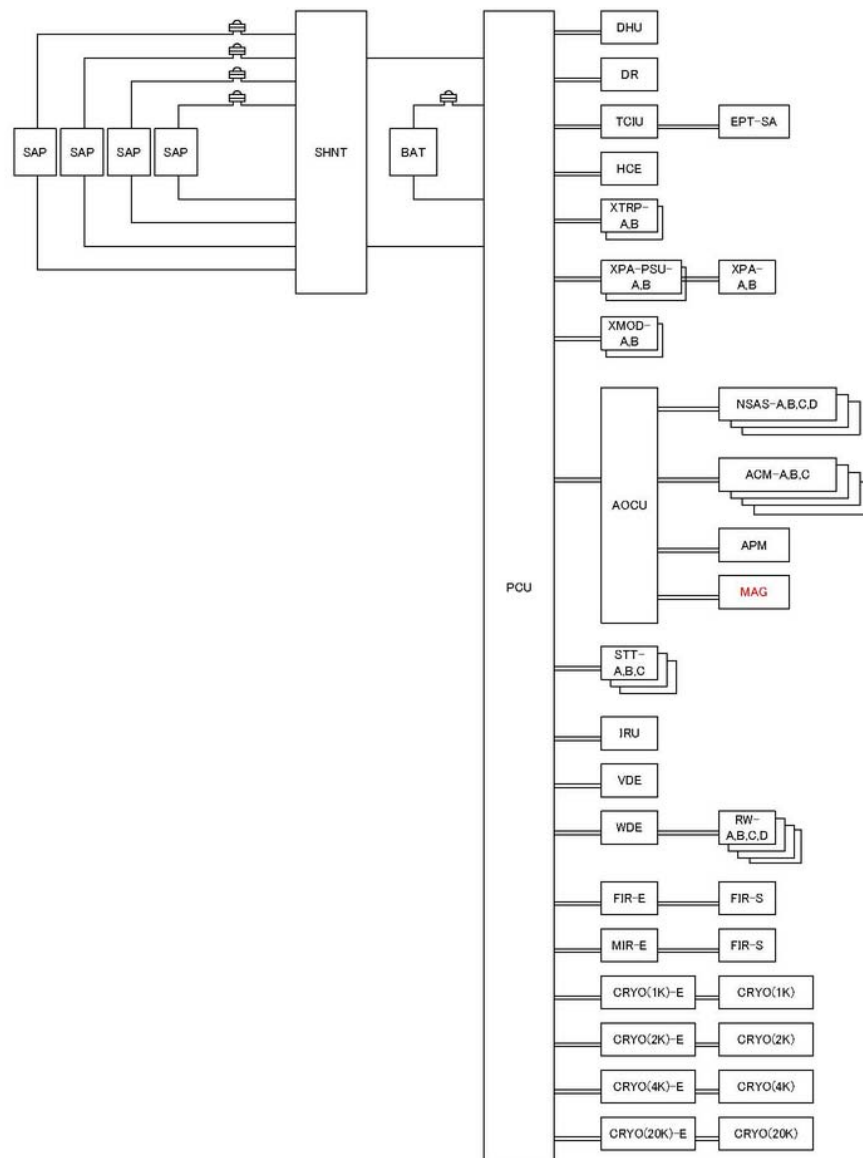 DHU
DR
TCIU
EPT-SA
SAP
SAP
SAP
SAP
SHNT
BAT
HCE
XTRP-
A,B
XPA-PSU-
A,B
XPA-
A,B
XMOD-
A,B
NSAS-A,B,C,D
ACM-A,B,C
AOCU
APM
PCU
MAG
STT-
A,B,C
IRU
VDE
WDE
RW-
A,B,C,D
FIR-E
FIR-S
MIR-E
FIR-S
CRYO(1K)-E
CRYO(1K)
CRYO(2K)-E
CRYO(2K)
CRYO(4K)-E
CRYO(4K)
CRYO(20K)-E
CRYO(20K)